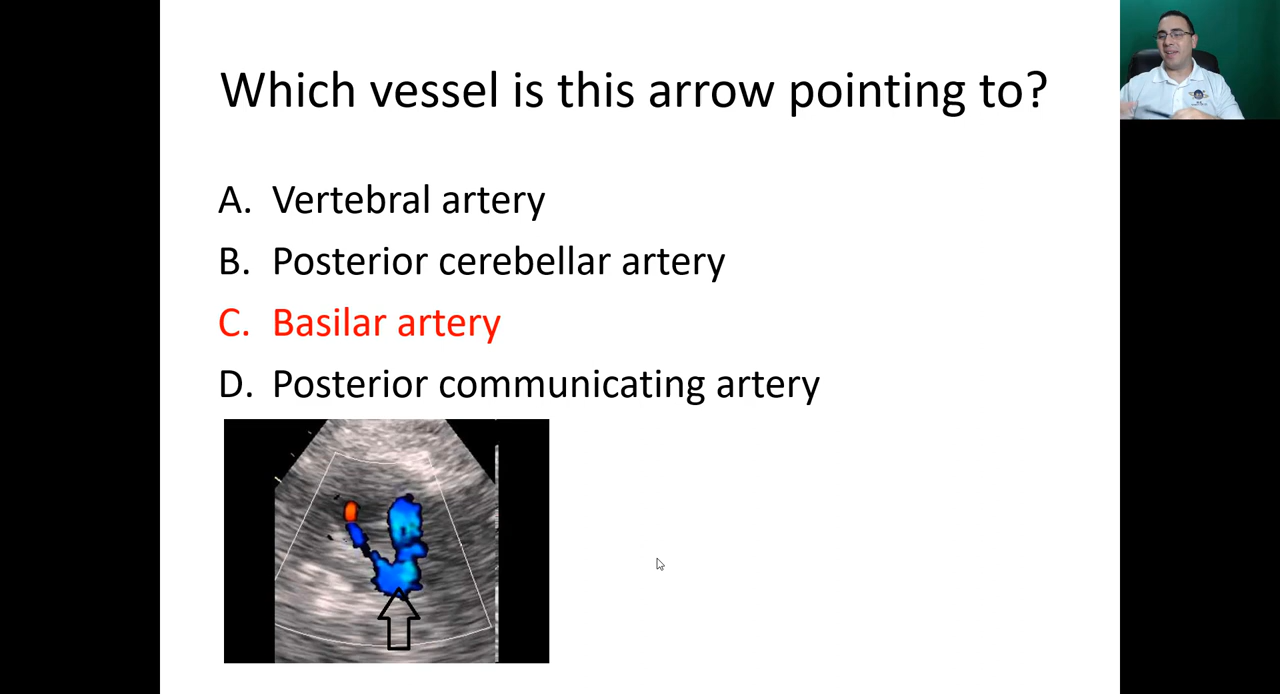 Which vessel is this arrow pointing to?
A. Vertebral artery
B. Posterior cerebellar artery
C. Basilar artery
D. Posterior communicating artery